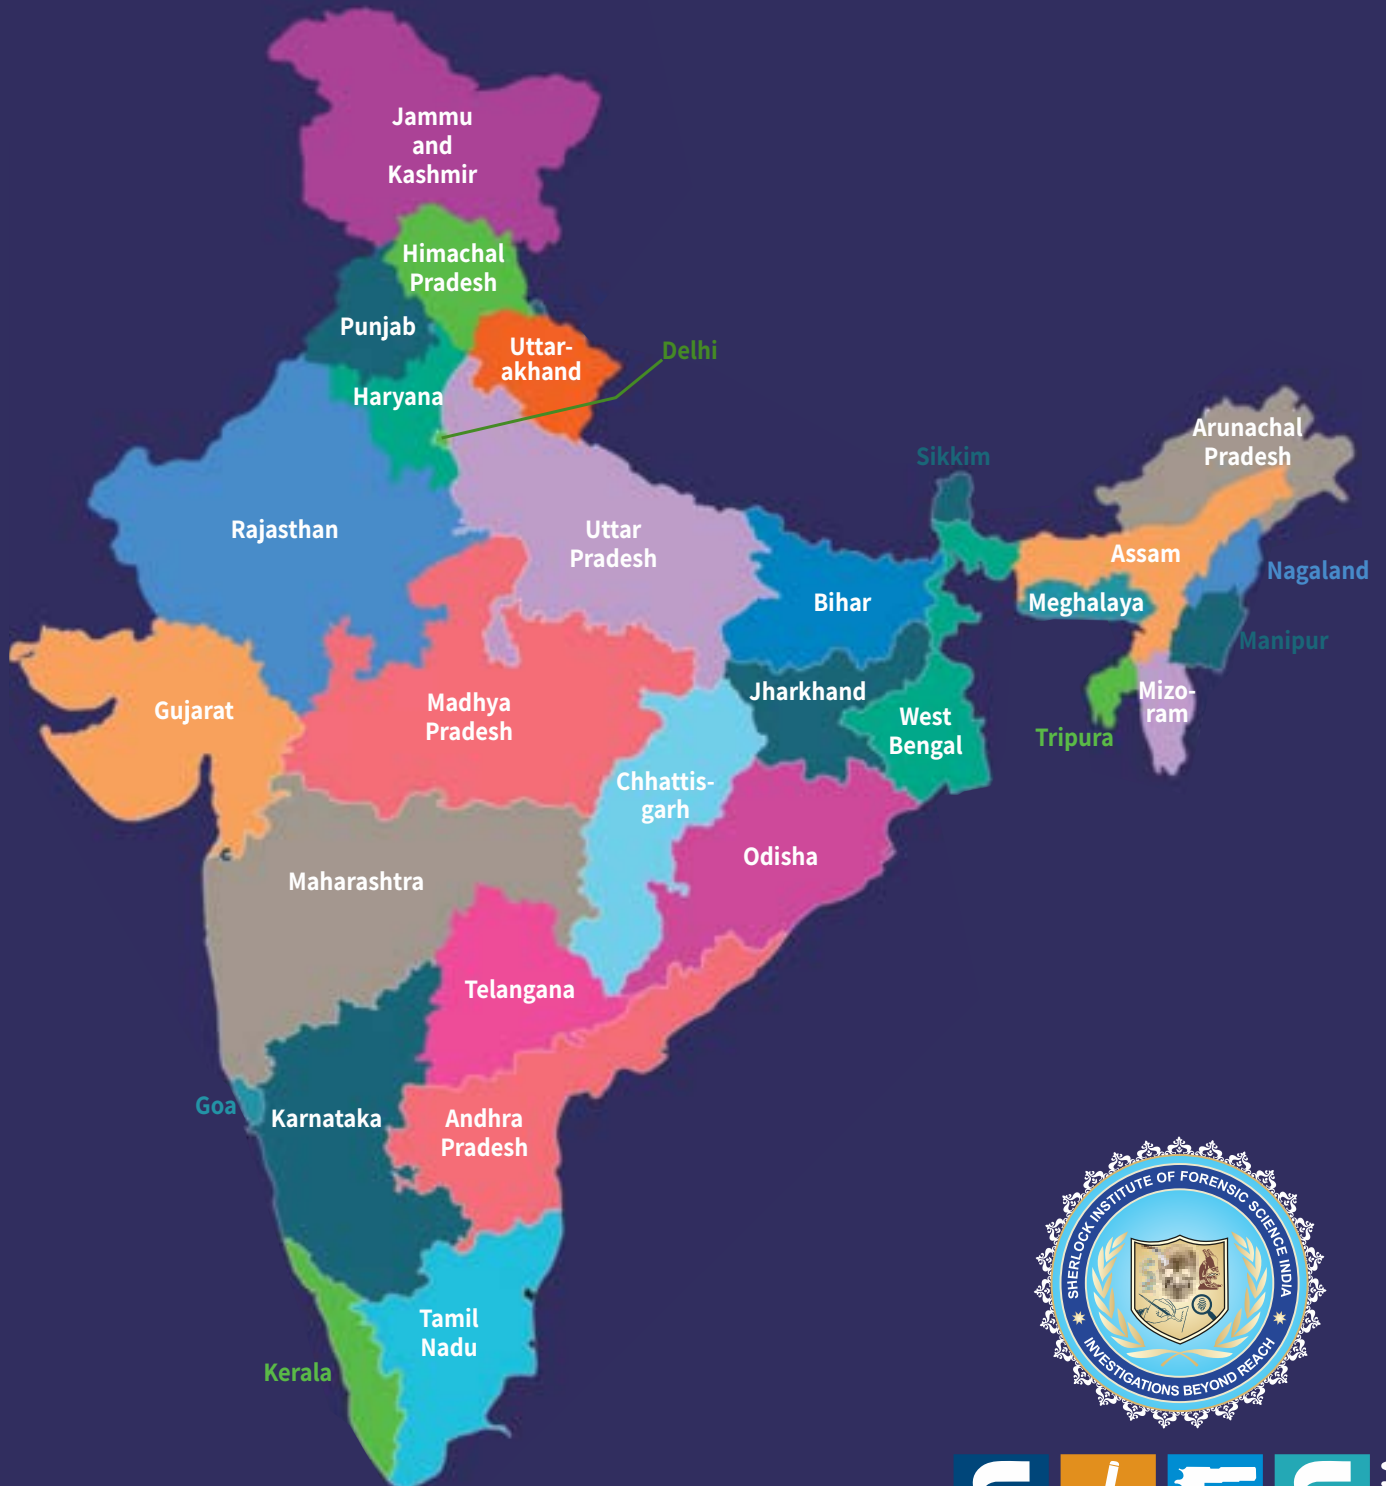 Jammu
and
Kashmir
Himachal
Pradesh
Punjab
Uttar-
akhand
Delhi
Haryana
Arunachal
Pradesh
Sikkim
Rajasthan
Uttar
Pradesh
Assam
Nagaland
Bihar
Meghalaya
Manipur
Jharkhand
Mizo-
ram
Gujarat
Madhya
Pradesh
West
Bengal
Tripura
Chhattis-
garh
Odisha
Maharashtra
Telangana
Goa
Karnataka
Andhra
Pradesh
Tamil
Nadu
Kerala
SHERLOCK INSTITUTE OF FORENSIC SCIENCE INDIA
INVESTIGATIONS BEYOND REACH